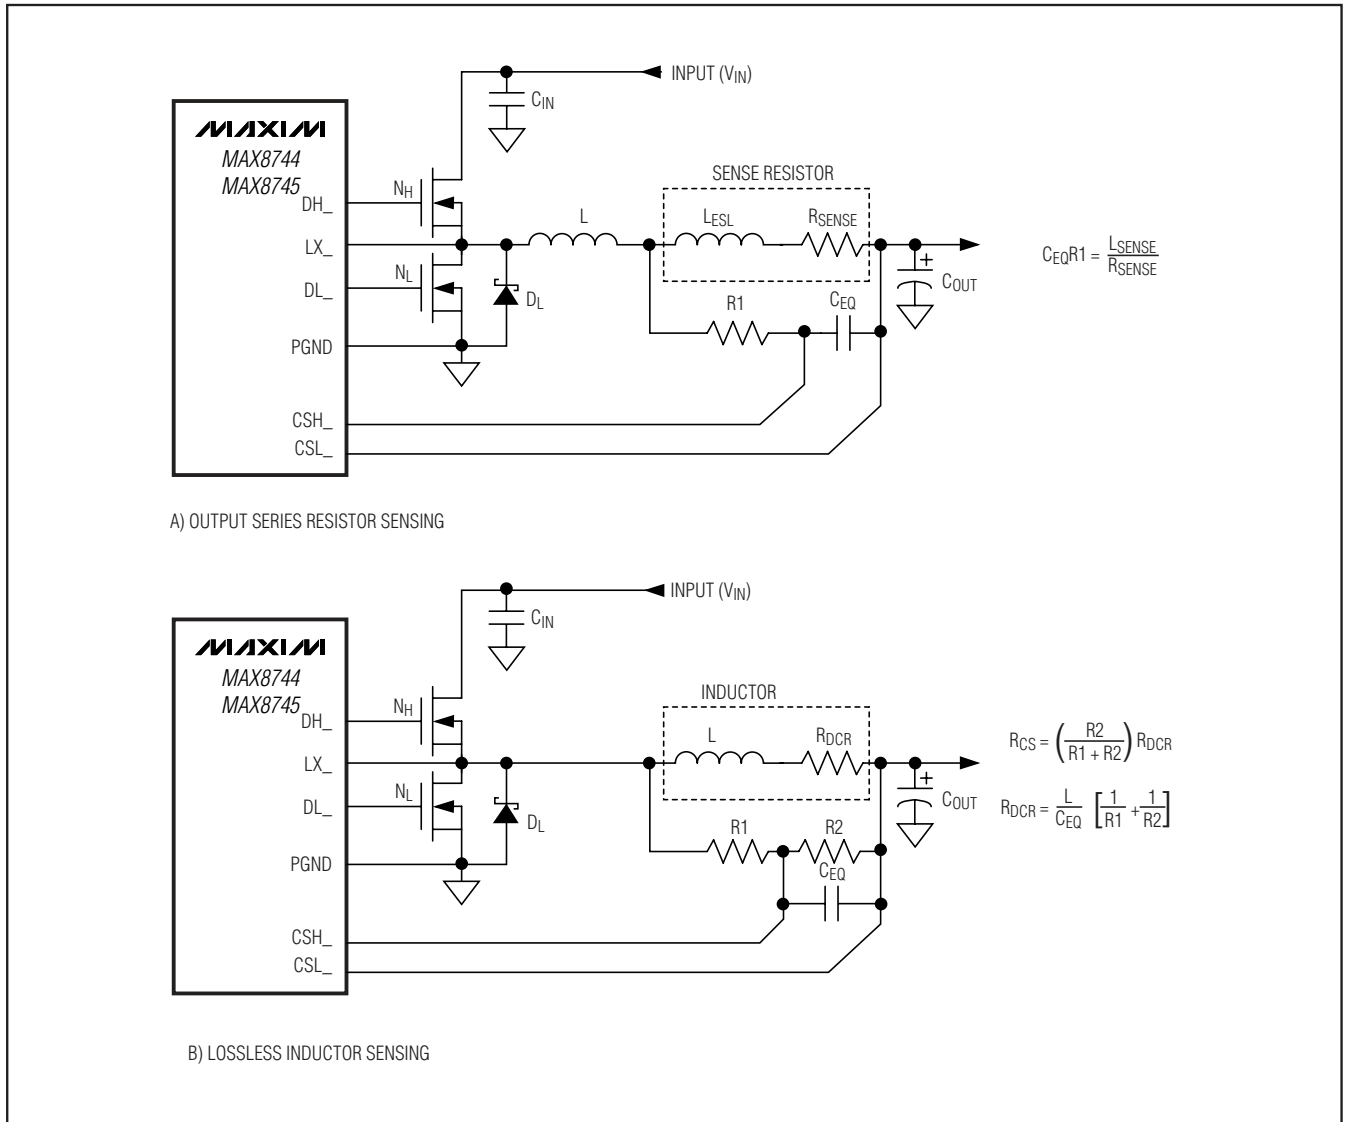 INPUT (VIN)
CIN
MAXIM
MAX8744
MAX8745
DH_
NH
SENSE RESISTOR
L
LESL
RSENSE
LX_
CEQR1 = LSENSE / RSENSE
NL
DL_
DL
+
COUT
R1
CEQ
PGND
CSH_
CSL_
A) OUTPUT SERIES RESISTOR SENSING
INPUT (VIN)
CIN
MAXIM
MAX8744
MAX8745
DH_
NH
INDUCTOR
L
RDCR
RCS = (R2 / R1 + R2) RDCR
LX_
NL
DL_
DL
+
COUT
RDCR = L / CEQ [1 / R1 + 1 / R2]
R1
R2
CEQ
PGND
CSH_
CSL_
B) LOSSLESS INDUCTOR SENSING